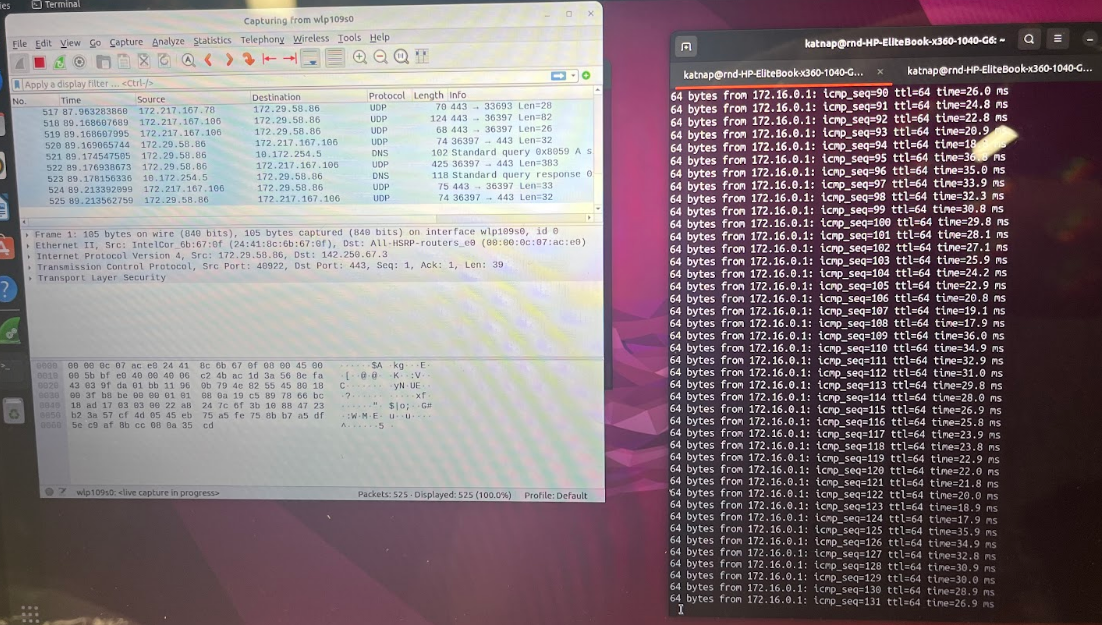 Terminal
Capturing from wlp109s0
File Edit View Go Capture Analyze Statistics Telephony Wireless Tools Help
Apply a display filter ... <Ctrl-/>
No. Time Source Destination Protocol Length Info
517 87.963283860 172.217.167.78 172.29.58.86 UDP 70 443 → 33693 Len=28
518 89.168607689 172.217.167.106 172.29.58.86 UDP 124 443 → 36397 Len=82
519 89.168607995 172.217.167.106 172.29.58.86 UDP 68 443 → 36397 Len=26
520 89.169065744 172.29.58.86 172.217.167.106 UDP 74 36397 → 443 Len=32
521 89.174547505 172.29.58.86 10.172.254.5 DNS 102 Standard query 0x8059 A s
522 89.176938673 172.29.58.86 172.217.167.106 UDP 425 36397 → 443 Len=383
523 89.178156336 10.172.254.5 172.29.58.86 DNS 118 Standard query response 0
524 89.213392099 172.217.167.106 172.29.58.86 UDP 75 443 → 36397 Len=33
525 89.213562759 172.29.58.86 172.217.167.106 UDP 74 36397 → 443 Len=32
Frame 1: 105 bytes on wire (840 bits), 105 bytes captured (840 bits) on interface wlp109s0, id 0
Ethernet II, Src: IntelCor_6b:67:0f (24:41:8c:6b:67:0f), Dst: All-HSRP-routers_e0 (00:00:0c:07:ac:e0)
Internet Protocol Version 4, Src: 172.29.58.86, Dst: 142.250.67.3
Transmission Control Protocol, Src Port: 40922, Dst Port: 443, Seq: 1, Ack: 1, Len: 39
Transport Layer Security
00 00 0c 07 ac e0 24 41 8c 6b 67 0f 08 00 45 00
00 5b bf e0 40 00 40 06 c2 4b ac 1d 3a 56 8e fa
43 03 9f da 01 bb 11 96 0b 79 4e 82 55 45 80 18
00 3f b8 be 00 00 01 01 08 0a 19 c5 89 78 66 bc
18 ad 17 03 03 00 22 a8 24 7c 6f 3b 10 88 47 23
b2 3a 57 cf 4d 05 45 eb 75 a5 fe 75 8b b7 a5 df
5e c9 af 8b cc 08 0a 35 cd
wlp109s0: <live capture in progress> Packets: 525 · Displayed: 525 (100.0%) Profile: Default
katnap@rnd-HP-EliteBook-x360-1040-G6: ~
katnap@rnd-HP-EliteBook-x360-1040-G... × katnap@rnd-HP-EliteBook-x360-1040-G...
64 bytes from 172.16.0.1: icmp_seq=90 ttl=64 time=26.0 ms
64 bytes from 172.16.0.1: icmp_seq=91 ttl=64 time=24.8 ms
64 bytes from 172.16.0.1: icmp_seq=92 ttl=64 time=22.8 ms
64 bytes from 172.16.0.1: icmp_seq=93 ttl=64 time=20.9 ms
64 bytes from 172.16.0.1: icmp_seq=94 ttl=64 ms
64 bytes from 172.16.0.1: icmp_seq=95 ttl=64 ms
64 bytes from 172.16.0.1: icmp_seq=96 ttl=64 time=35.0 ms
64 bytes from 172.16.0.1: icmp_seq=97 ttl=64 time=33.9 ms
64 bytes from 172.16.0.1: icmp_seq=98 ttl=64 time=32.3 ms
64 bytes from 172.16.0.1: icmp_seq=99 ttl=64 time=30.8 ms
64 bytes from 172.16.0.1: icmp_seq=100 ttl=64 time=29.8 ms
64 bytes from 172.16.0.1: icmp_seq=101 ttl=64 time=28.1 ms
64 bytes from 172.16.0.1: icmp_seq=102 ttl=64 time=27.1 ms
64 bytes from 172.16.0.1: icmp_seq=103 ttl=64 time=25.9 ms
64 bytes from 172.16.0.1: icmp_seq=104 ttl=64 time=24.2 ms
64 bytes from 172.16.0.1: icmp_seq=105 ttl=64 time=22.9 ms
64 bytes from 172.16.0.1: icmp_seq=106 ttl=64 time=20.8 ms
64 bytes from 172.16.0.1: icmp_seq=107 ttl=64 time=19.1 ms
64 bytes from 172.16.0.1: icmp_seq=108 ttl=64 time=17.9 ms
64 bytes from 172.16.0.1: icmp_seq=109 ttl=64 time=36.0 ms
64 bytes from 172.16.0.1: icmp_seq=110 ttl=64 time=34.9 ms
64 bytes from 172.16.0.1: icmp_seq=111 ttl=64 time=32.9 ms
64 bytes from 172.16.0.1: icmp_seq=112 ttl=64 time=31.0 ms
64 bytes from 172.16.0.1: icmp_seq=113 ttl=64 time=29.8 ms
64 bytes from 172.16.0.1: icmp_seq=114 ttl=64 time=28.0 ms
64 bytes from 172.16.0.1: icmp_seq=115 ttl=64 time=26.9 ms
64 bytes from 172.16.0.1: icmp_seq=116 ttl=64 time=25.8 ms
64 bytes from 172.16.0.1: icmp_seq=117 ttl=64 time=23.9 ms
64 bytes from 172.16.0.1: icmp_seq=118 ttl=64 time=23.8 ms
64 bytes from 172.16.0.1: icmp_seq=119 ttl=64 time=22.9 ms
64 bytes from 172.16.0.1: icmp_seq=120 ttl=64 time=22.0 ms
64 bytes from 172.16.0.1: icmp_seq=121 ttl=64 time=21.8 ms
64 bytes from 172.16.0.1: icmp_seq=122 ttl=64 time=20.0 ms
64 bytes from 172.16.0.1: icmp_seq=123 ttl=64 time=18.9 ms
64 bytes from 172.16.0.1: icmp_seq=124 ttl=64 time=17.9 ms
64 bytes from 172.16.0.1: icmp_seq=125 ttl=64 time=35.9 ms
64 bytes from 172.16.0.1: icmp_seq=126 ttl=64 time=34.9 ms
64 bytes from 172.16.0.1: icmp_seq=127 ttl=64 time=32.8 ms
64 bytes from 172.16.0.1: icmp_seq=128 ttl=64 time=30.9 ms
64 bytes from 172.16.0.1: icmp_seq=129 ttl=64 time=30.0 ms
64 bytes from 172.16.0.1: icmp_seq=130 ttl=64 time=28.9 ms
64 bytes from 172.16.0.1: icmp_seq=131 ttl=64 time=26.9 ms